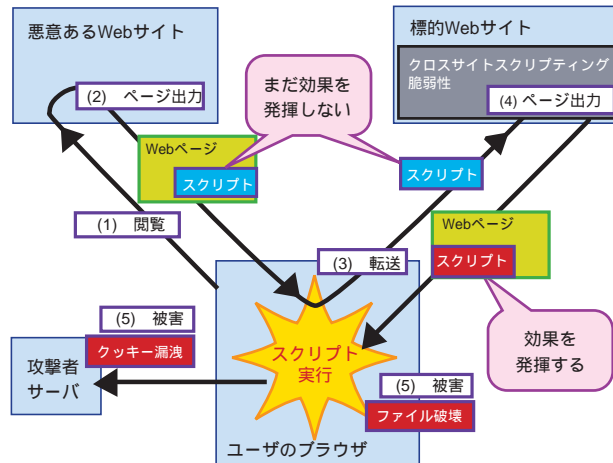 悪意あるWebサイト
(2) ページ出力
標的Webサイト
クロスサイトスクリプティング
脆弱性
(4) ページ出力
まだ効果を
発揮しない
Webページ
スクリプト
スクリプト
(1) 閲覧
Webページ
スクリプト
(3) 転送
(5) 被害
クッキー漏洩
攻撃者
サーバ
スクリプト
実行
効果を
発揮する
(5) 被害
ファイル破壊
ユーザのブラウザ